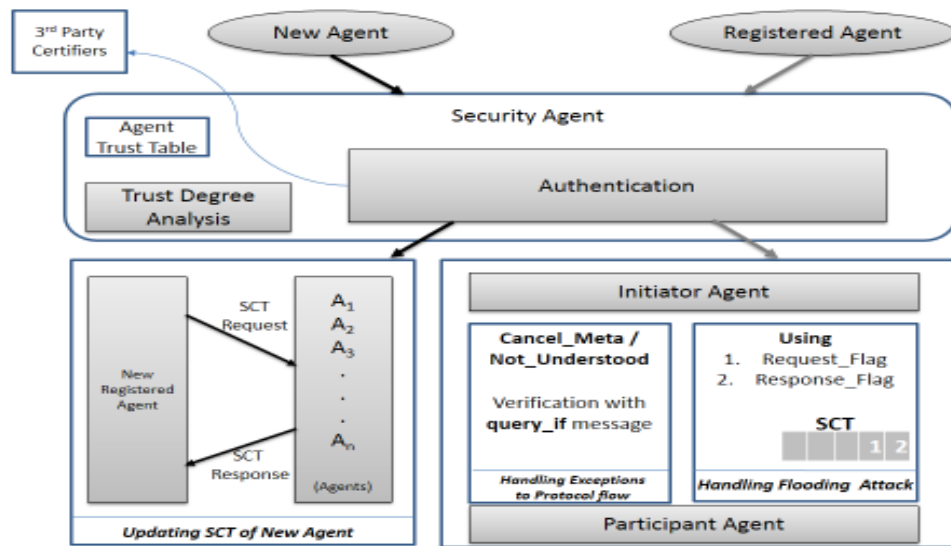 3rd Party
Certifiers
New Agent
Registered Agent
Security Agent
Agent
Trust Table
Authentication
Trust Degree
Analysis
New
Registered
Agent
SCT
Request
SCT
Response
A1
A2
A3
.
.
.
.
An
(Agents)
Updating SCT of New Agent
Initiator Agent
Cancel_Meta /
Not_Understood
Verification with
query_if message
Handling Exceptions
to Protocol flow
Using
1. Request_Flag
2. Response_Flag
SCT
1 2
Handling Flooding Attack
Participant Agent